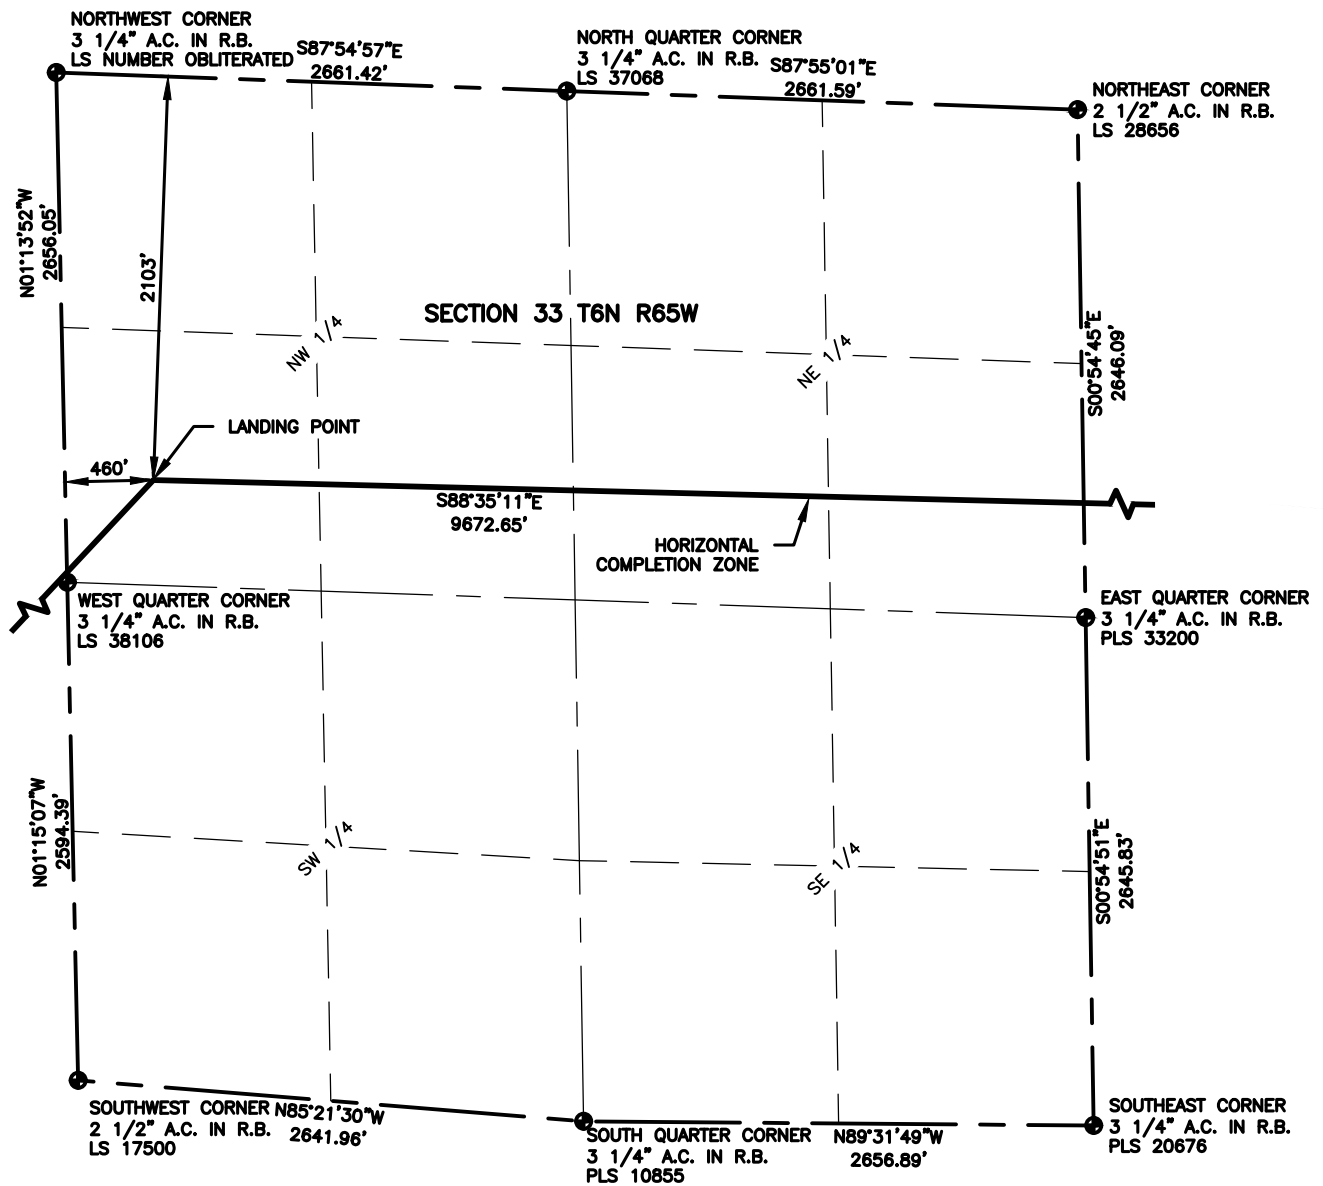 NORTHWEST CORNER
3 1/4" A.C. IN R.B.
LS NUMBER OBLITERATED
S87°54'57"E
2661.42'
NORTH QUARTER CORNER
3 1/4" A.C. IN R.B.
LS 37068
S87°55'01"E
2661.59'
NORTHEAST CORNER
2 1/2" A.C. IN R.B.
LS 28656
N01°13'52"W
2656.05'
2103'
SECTION 33 T6N R65W
NW 1/4
NE 1/4
S00°54'45"E
2646.09'
LANDING POINT
460'
S88°35'11"E
9672.65'
HORIZONTAL
COMPLETION ZONE
WEST QUARTER CORNER
3 1/4" A.C. IN R.B.
LS 38106
EAST QUARTER CORNER
3 1/4" A.C. IN R.B.
PLS 33200
N01°15'07"W
2594.39'
SW 1/4
SE 1/4
S00°54'51"E
2645.83'
SOUTHWEST CORNER
2 1/2" A.C. IN R.B.
LS 17500
N85°21'30"W
2641.96'
SOUTH QUARTER CORNER
3 1/4" A.C. IN R.B.
PLS 10855
N89°31'49"W
2656.89'
SOUTHEAST CORNER
3 1/4" A.C. IN R.B.
PLS 20676